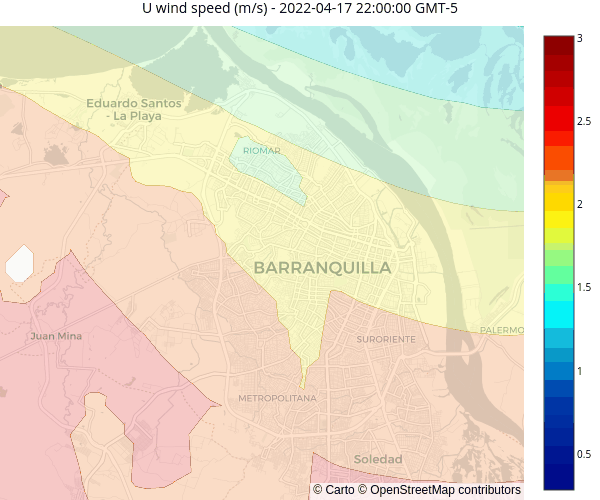 U wind speed (m/s) - 2022-04-17 22:00:00 GMT-5
3
2.5
2
1.5
1
0.5
Eduardo Santos
- La Playa
RIOMAR
BARRANQUILLA
PALERMO
Juan Mina
SURORIENTE
METROPOLITANA
Soledad
© Carto © OpenStreetMap contributors